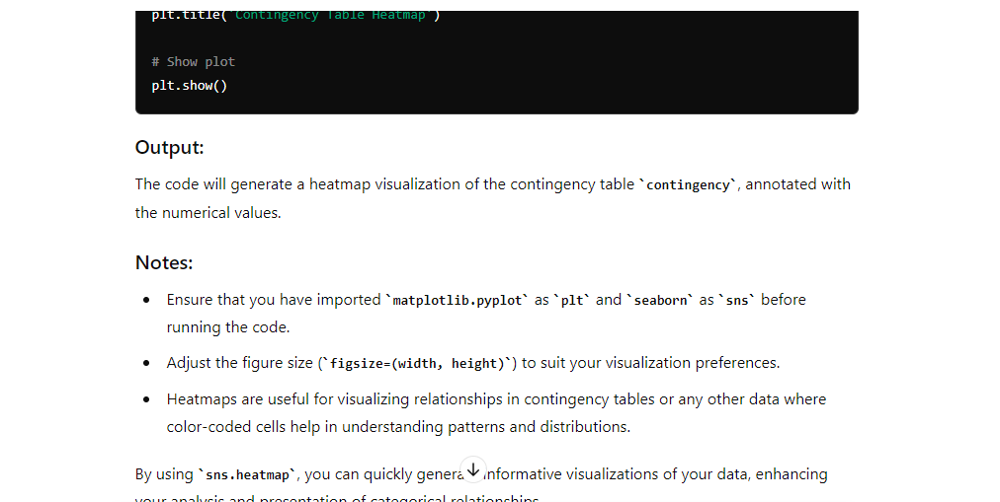 plt.title('Contingency Table Heatmap')
# Show plot
plt.show()
Output:
The code will generate a heatmap visualization of the contingency table `contingency`, annotated with
the numerical values.
Notes:
• Ensure that you have imported `matplotlib.pyplot` as `plt` and `seaborn` as `sns` before
running the code.
• Adjust the figure size (`figsize=(width, height)`) to suit your visualization preferences.
• Heatmaps are useful for visualizing relationships in contingency tables or any other data where
color-coded cells help in understanding patterns and distributions.
By using `sns.heatmap`, you can quickly genera informative visualizations of your data, enhancing
your analysis and presentation of categorical relationships